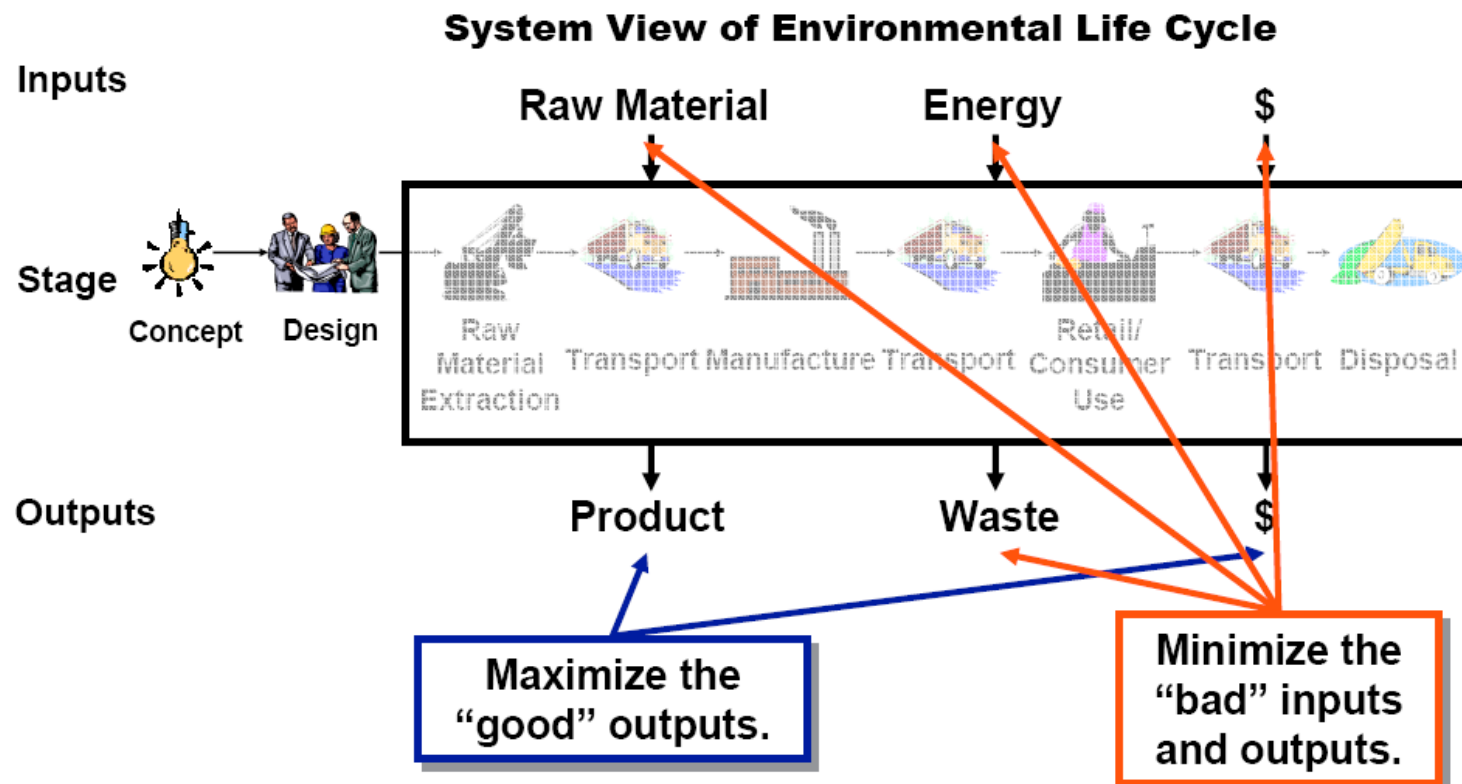 System View of Environmental Life Cycle
Inputs
Raw Material Energy $
Stage
Concept Design
Raw Material Extraction
Transport
Manufacture
Transport
Retail/
Consumer
Use
Transport
Disposal
Outputs
Product Waste $
Maximize the
“good” outputs.
Minimize the
“bad” inputs
and outputs.